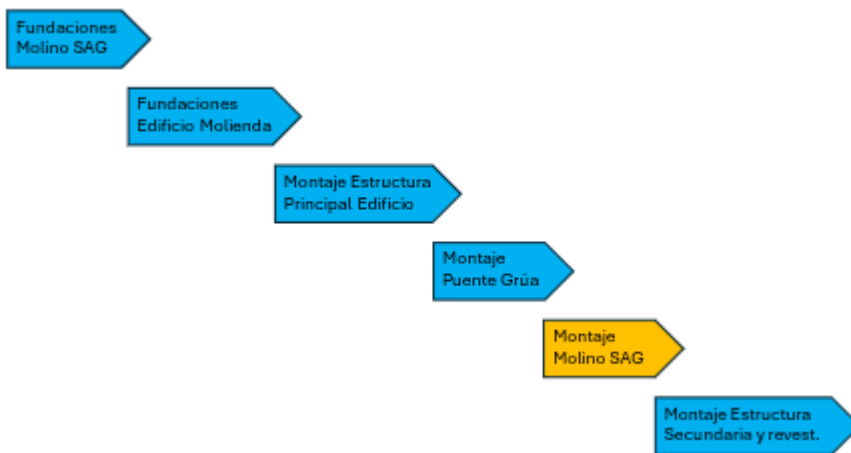 Fundaciones
Molino SAG
Fundaciones
Edificio Molienda
Montaje Estructura
Principal Edificio
Montaje
Puente Grúa
Montaje
Molino SAG
Montaje Estructura
Secundaria y revest.